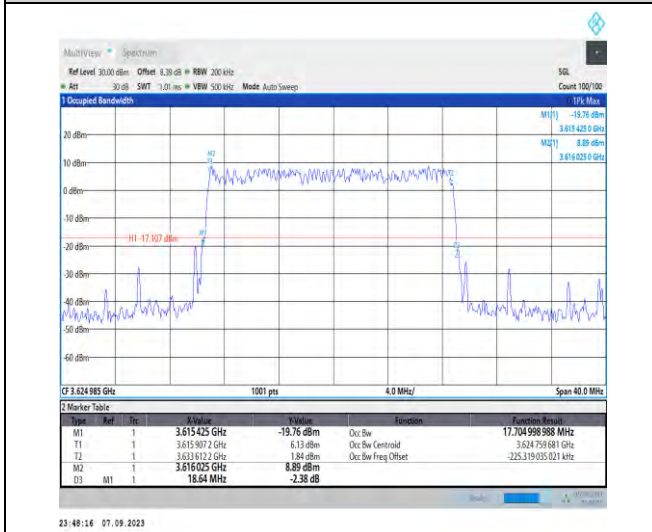 MultiView Spectrum
Ref Level 30.00 dBm Offset 8.39 dB RBW 200 kHz SGL
Att 30 dB SWT 1.01 ms VBW 500 kHz Mode Auto Sweep Count 100/100
1 Occupied Bandwidth 1Pk Max
M1[1] -19.76 dBm
3.615 425 0 GHz
M2[1] 8.89 dBm
3.616 025 0 GHz
20 dBm
M2
10 dBm
T2
0 dBm
-10 dBm
H1 -17.107 dBm
M1
-20 dBm
-30 dBm
-40 dBm
-50 dBm
-60 dBm
CF 3.624 985 GHz 1001 pts 4.0 MHz/ Span 40.0 MHz
2 Marker Table
Type Ref Trc X-Value Y-Value Function Function Result
M1 1 3.615 425 GHz -19.76 dBm Occ Bw 17.704 998 988 MHz
T1 1 3.615 907 2 GHz 6.13 dBm Occ Bw Centroid 3.624 759 681 GHz
T2 1 3.633 612 2 GHz 1.84 dBm Occ Bw Freq Offset -225.319 035 021 kHz
M2 1 3.616 025 GHz 8.89 dBm
D3 M1 1 18.64 MHz -2.38 dB
23:48:16 07.09.2023